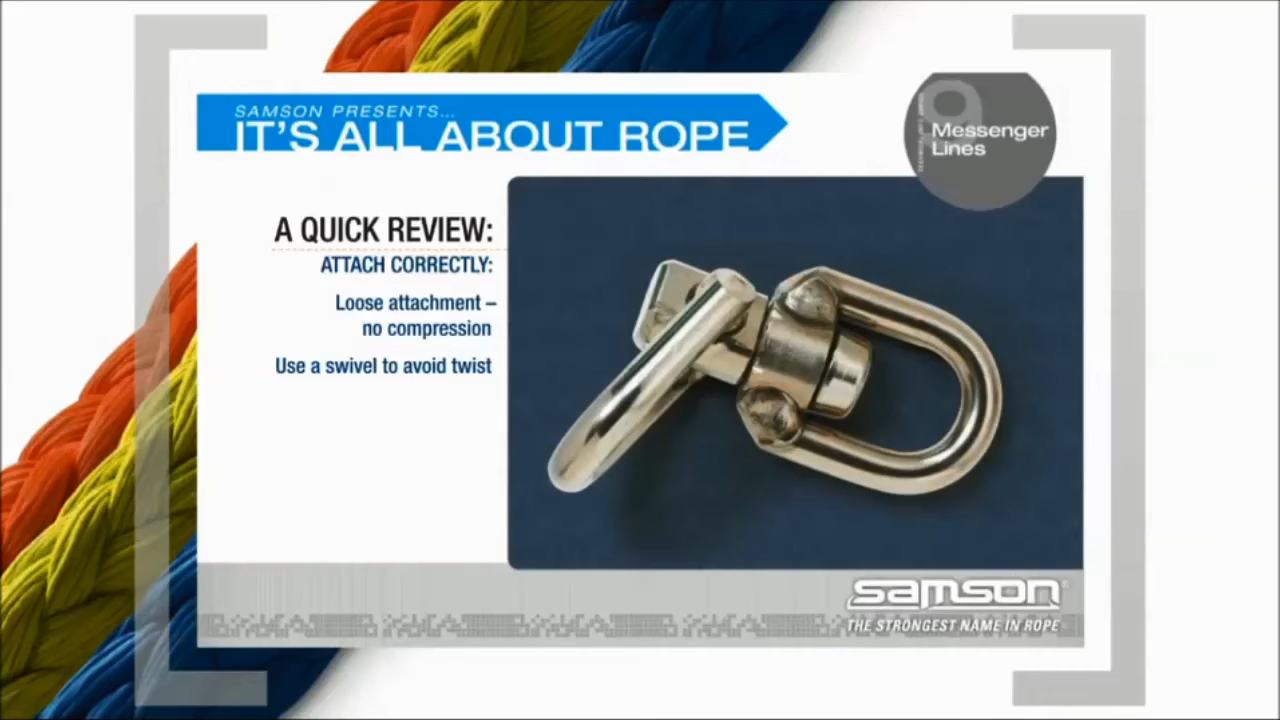 SAMSON PRESENTS...
IT'S ALL ABOUT ROPE
9
Messenger
Lines
A QUICK REVIEW:
ATTACH CORRECTLY:
Loose attachment –
no compression
Use a swivel to avoid twist
samson®
THE STRONGEST NAME IN ROPE